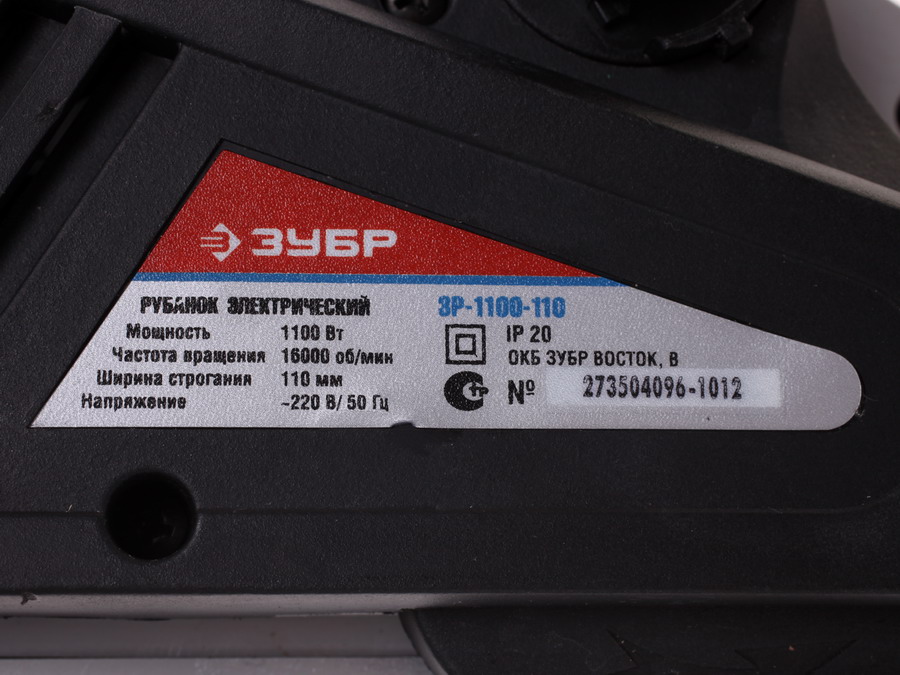 ЗУБР
РУБАНОК ЭЛЕКТРИЧЕСКИЙ
Мощность 1100 Вт
Частота вращения 16000 об/мин
Ширина строгания 110 мм
Напряжение ~220 В/ 50 Гц
ЗР-1100-110
IP 20
ОКБ ЗУБР ВОСТОК, В
№ 273504096-1012